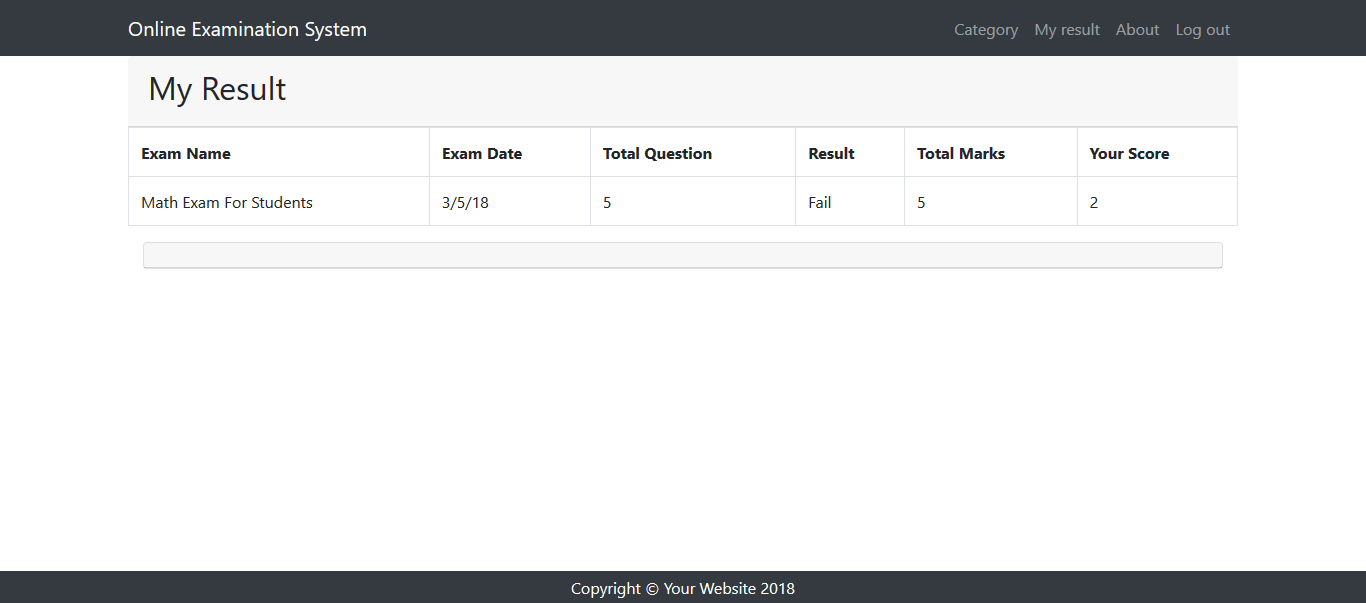 Online Examination System Category My result About Log out
My Result
Exam Name Exam Date Total Question Result Total Marks Your Score
Math Exam For Students 3/5/18 5 Fail 5 2
Copyright © Your Website 2018